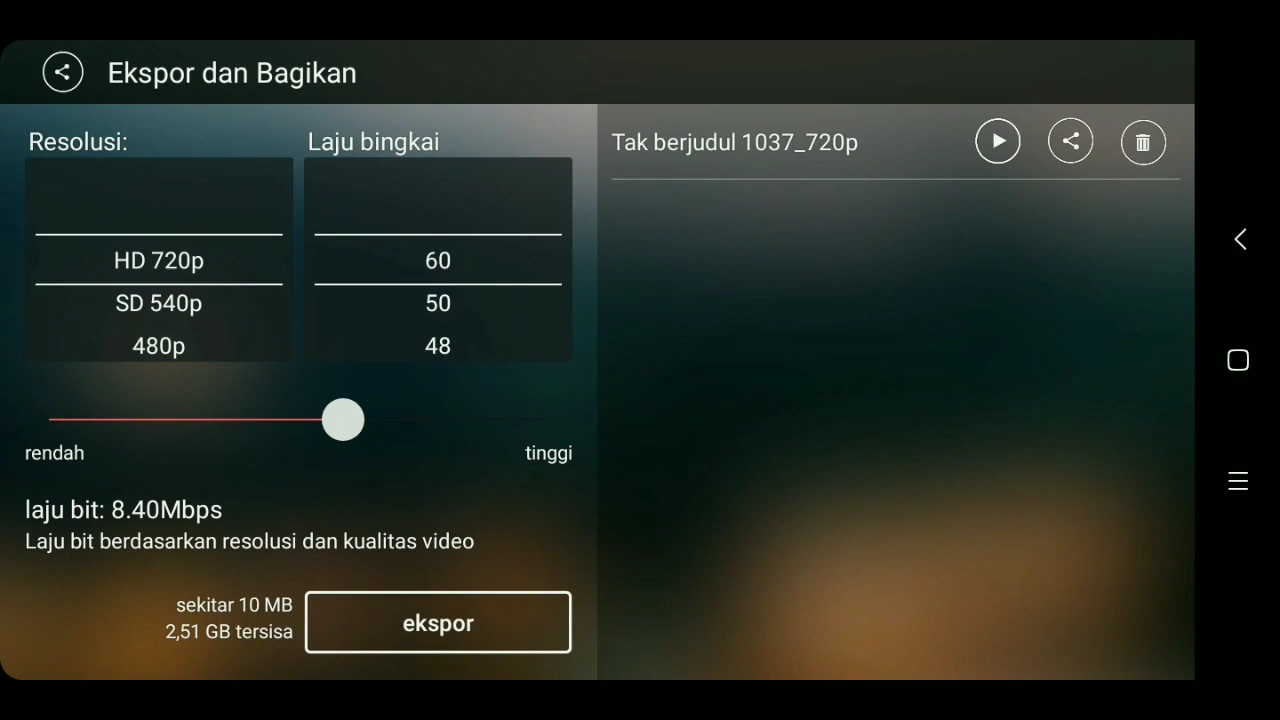 Ekspor dan Bagikan
Resolusi:
Laju bingkai
HD 720p
SD 540p
480p
60
50
48
rendah
tinggi
laju bit: 8.40Mbps
Laju bit berdasarkan resolusi dan kualitas video
sekitar 10 MB
2,51 GB tersisa
ekspor
Tak berjudul 1037_720p